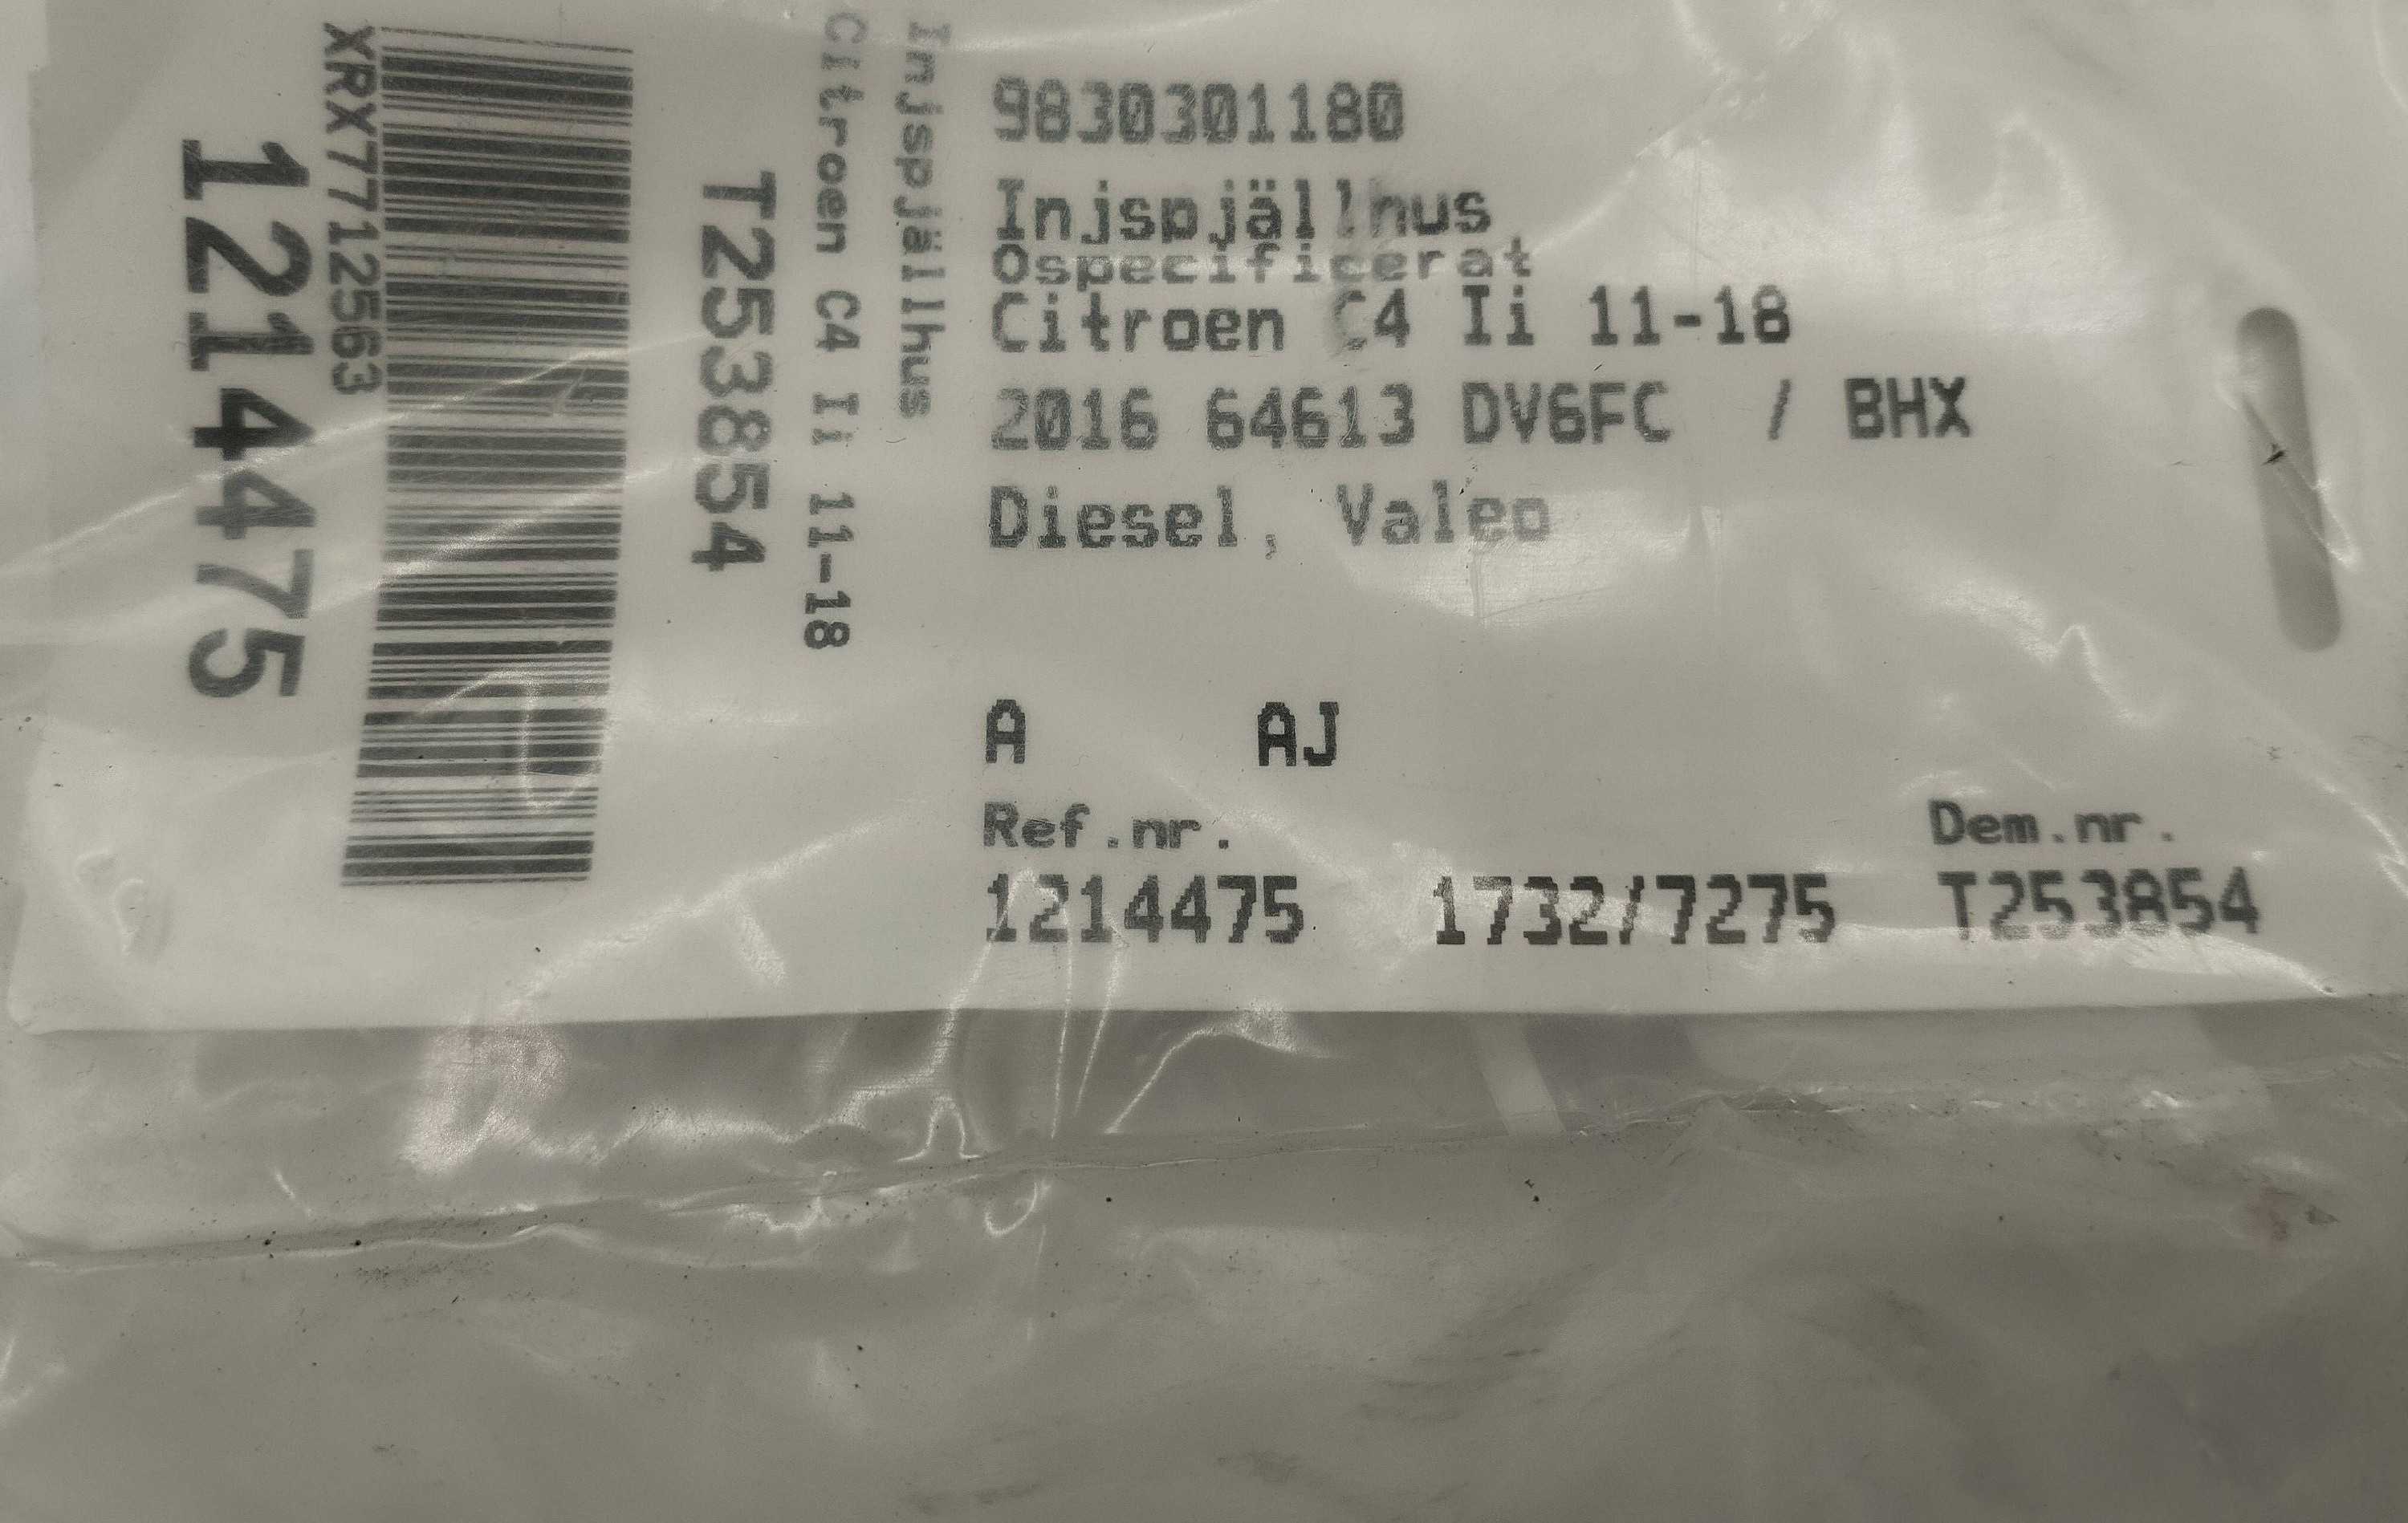 9830301180
Injspjällhus
Ospecificerat
Citroen C4 Ii 11-18
2016 64613 DV6FC / BHX
Diesel, Valeo
A AJ
Ref.nr. Dem.nr.
1214475 1732/7275 T253854
Injspjällhus
Citroen C4 Ii 11-18
T253854
XRX7712563
1214475